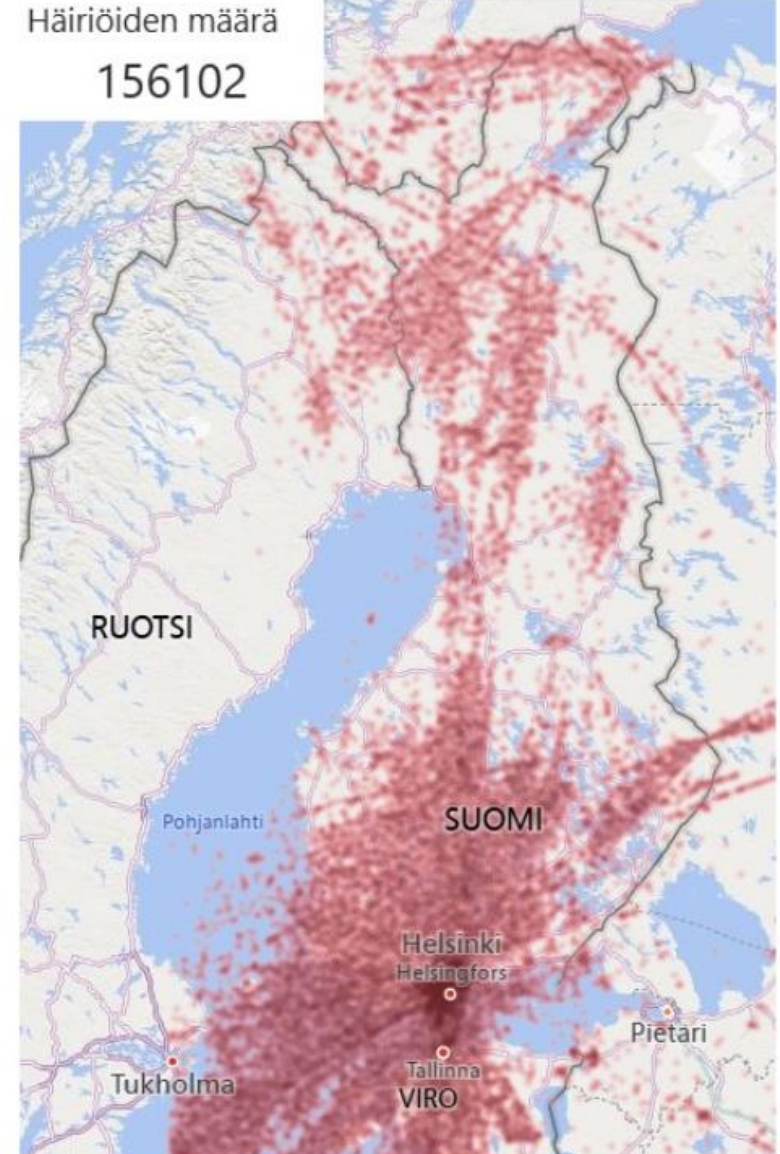 Häiriöiden määrä
156102
RUOTSI
Pohjanlahti
SUOMI
Helsinki
Helsingfors
Pietari
Tallinna
Tukholma
VIRO